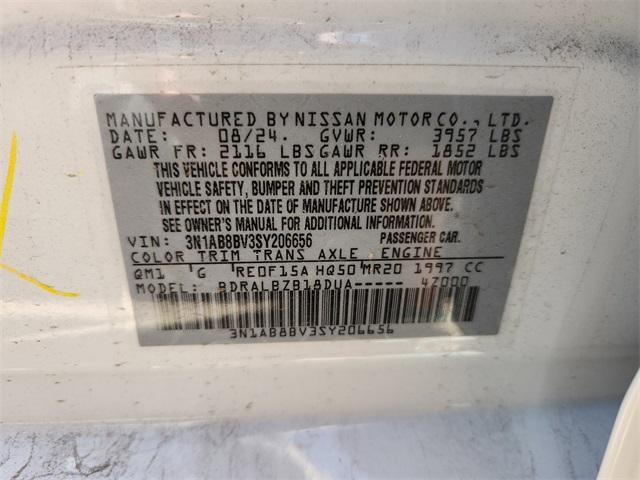 MANUFACTURED BY NISSAN MOTOR CO., LTD.
DATE: 08/24. GVWR: 3957 LBS
GAWR FR: 2116 LBS GAWR RR: 1852 LBS
THIS VEHICLE CONFORMS TO ALL APPLICABLE FEDERAL MOTOR
VEHICLE SAFETY, BUMPER AND THEFT PREVENTION STANDARDS
IN EFFECT ON THE DATE OF MANUFACTURE SHOWN ABOVE.
SEE OWNER'S MANUAL FOR ADDITIONAL INFORMATION.
VIN: 3N1AB8BV3SY206656 PASSENGER CAR.
COLOR TRIM TRANS AXLE ENGINE
QM1 G RE0F15A HQ50 MR20 1997 CC
MODEL: BDRALBZB18DUA----- 4Z000
3N1AB8BV3SY206656